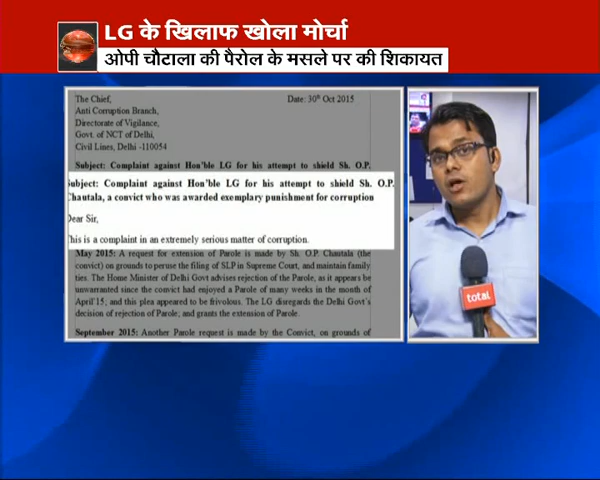 LG के खिलाफ खोला मोर्चा
ओपी चौटाला की पैरोल के मसले पर की शिकायत
The Chief,
Date: 30th Oct 2015
Anti Corruption Branch,
Directorate of Vigilance,
Govt. of NCT of Delhi,
Civil Lines, Delhi -110054
Subject: Complaint against Hon'ble LG for his attempt to shield Sh. O.P.
ubject: Complaint against Hon'ble LG for his attempt to shield Sh. O.P.
Chautala, a convict who was awarded exemplary punishment for corruption
Dear Sir,
his is a complaint in an extremely serious matter of corruption.
May 2015: A request for extension of Parole is made by Sh. O.P. Chautala (the
convict) on grounds to peruse the filing of SLP in Supreme Court, and maintain family
ties. The Home Minister of Delhi Govt advises rejection of the Parole, as it appears be
unwarranted since the convict had enjoyed a Parole of many weeks in the month of
April'15; and this plea appeared to be frivolous. The LG disregards the Delhi Govt's
decision of rejection of Parole; and grants the extension of Parole.
September 2015: Another Parole request is made by the Convict, on grounds of
total